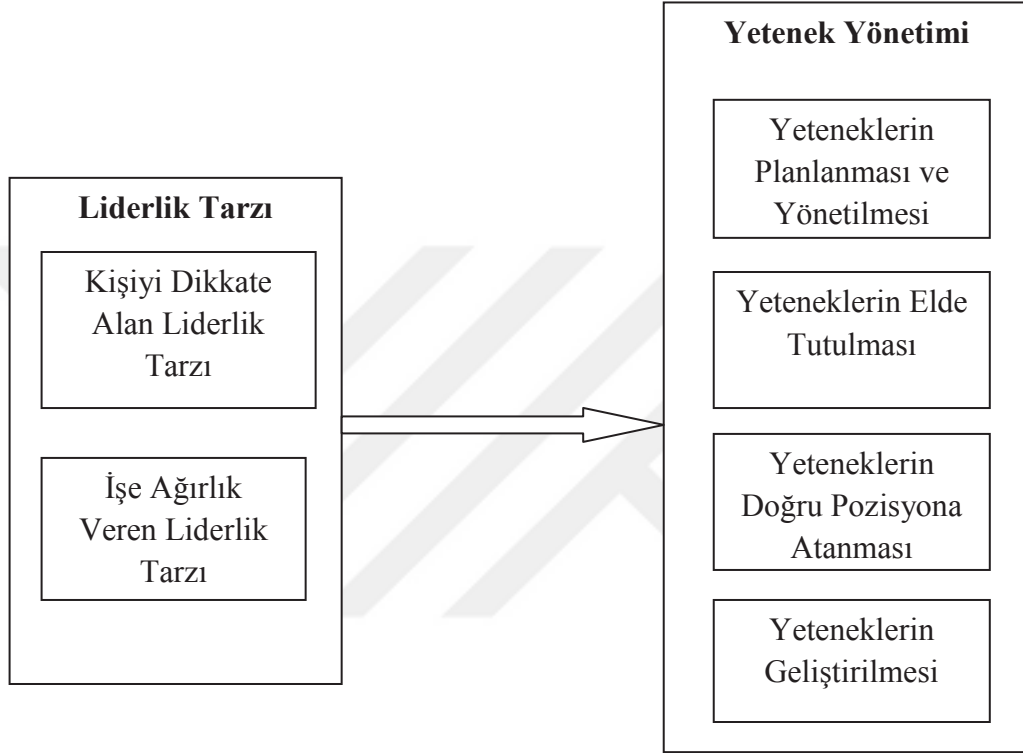 Liderlik Tarzı
Kişiyi Dikkate
Alan Liderlik
Tarzı
İşe Ağırlık
Veren Liderlik
Tarzı
Yetenek Yönetimi
Yeteneklerin
Planlanması ve
Yönetilmesi
Yeteneklerin Elde
Tutulması
Yeteneklerin
Doğru Pozisyona
Atanması
Yeteneklerin
Geliştirilmesi